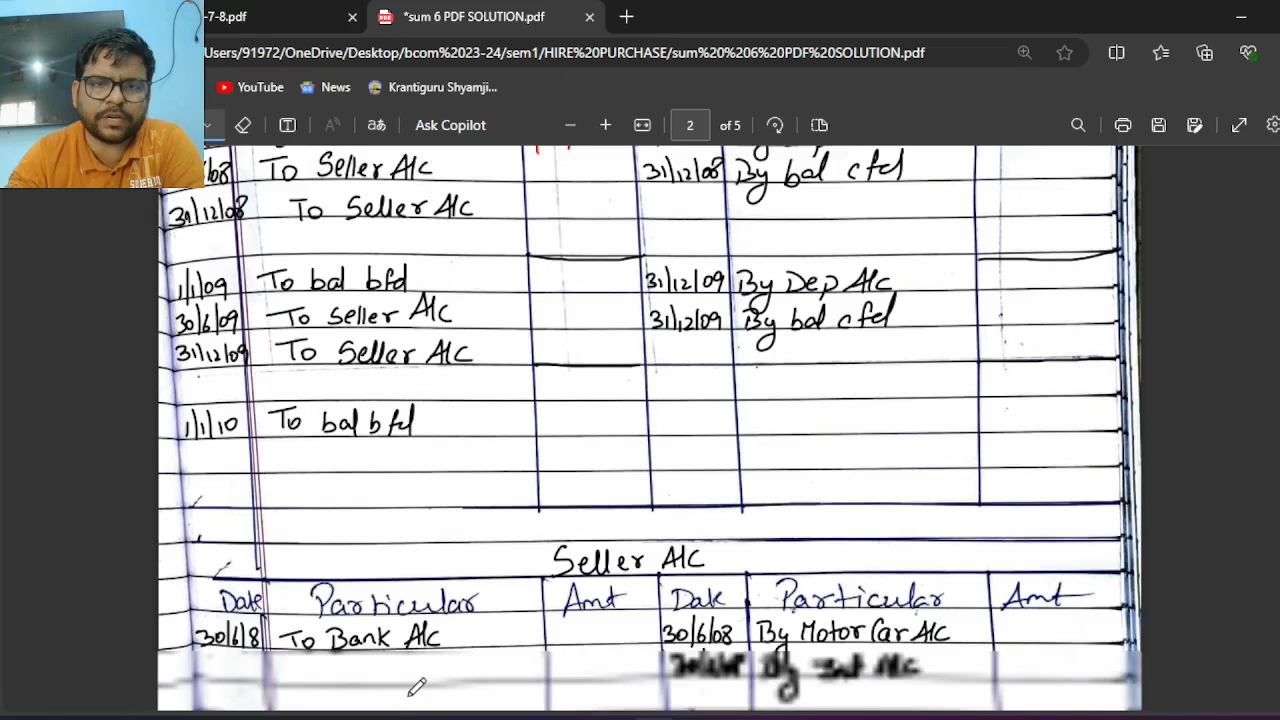 -7-8.pdf
*sum 6 PDF SOLUTION.pdf
Users/91972/OneDrive/Desktop/bcom%2023-24/sem1/HIRE%20PURCHASE/sum%20%206%20PDF%20SOLUTION.pdf
YouTube News Krantiguru Shyamji...
Ask Copilot 2 of 5
/08 To Seller A/c 31/12/08 By bal cfd
31/12/08 To Seller A/c
1/1/09 To bal bfd 31/12/09 By Dep A/c
30/6/09 To Seller A/c 31/12/09 By bal cfd
31/12/09 To Seller A/c
1/1/10 To bal bfd
Seller A/c
Date Particular Amt Date Particular Amt
30/6/8 To Bank A/c 30/6/08 By Motor Car A/c